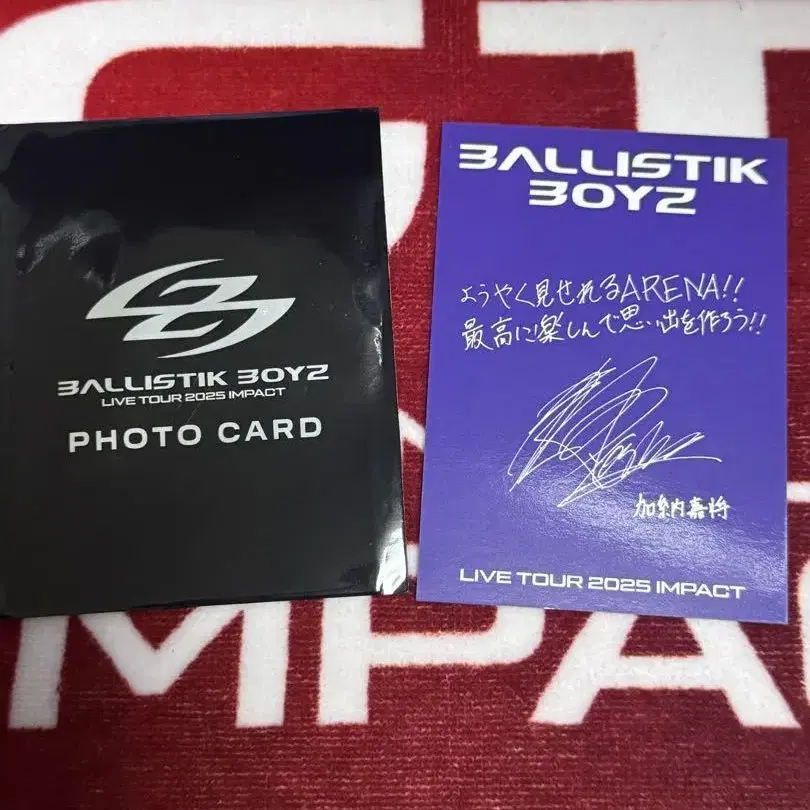 BALLISTIK BOYZ
LIVE TOUR 2025 IMPACT
PHOTO CARD
BALLISTIK
BOYZ
ようやく見せれるARENA!!
最高に楽しんで思い出を作ろう!!
加納嘉将
LIVE TOUR 2025 IMPACT
MPA